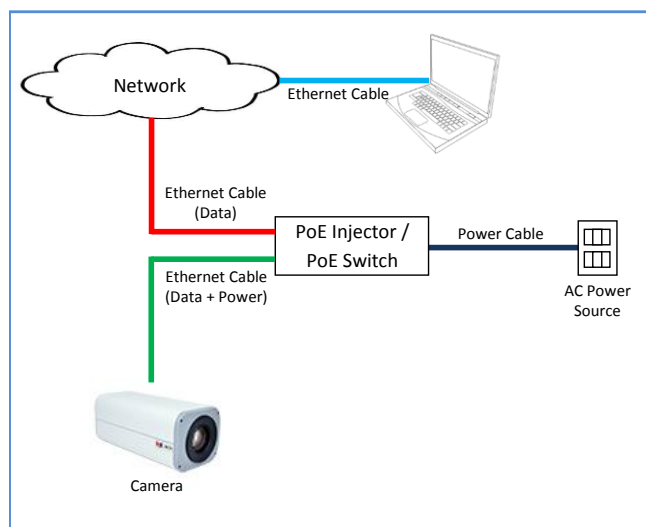 Network
Ethernet Cable
Ethernet Cable
(Data)
PoE Injector /
PoE Switch
Power Cable
Ethernet Cable
(Data + Power)
AC Power
Source
Camera